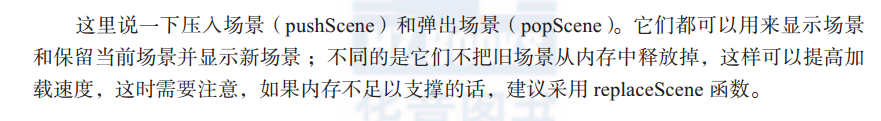 这里说一下压入场景（pushScene）和弹出场景（popScene）。它们都可以用来显示场景
和保留当前场景并显示新场景；不同的是它们不把旧场景从内存中释放掉，这样可以提高加
载速度，这时需要注意，如果内存不足以支撑的话，建议采用 replaceScene 函数。